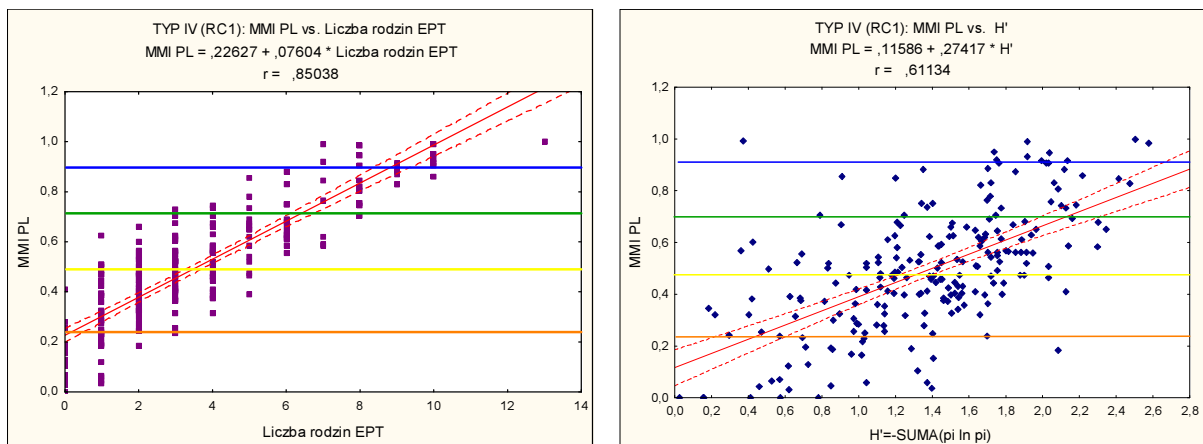 TYP IV (RC1): MMI PL vs. Liczba rodzin EPT
MMI PL = ,22627 + ,07604 * Liczba rodzin EPT
r = ,85038
1,2
1,0
0,8
0,6
0,4
0,2
0,0
MMI PL
0 2 4 6 8 10 12 14
Liczba rodzin EPT
TYP IV (RC1): MMI PL vs. H'
MMI PL = ,11586 + ,27417 * H'
r = ,61134
1,2
1,0
0,8
0,6
0,4
0,2
0,0
MMI PL
0,0 0,2 0,4 0,6 0,8 1,0 1,2 1,4 1,6 1,8 2,0 2,2 2,4 2,6 2,8
H'=-SUMA(pi ln pi)